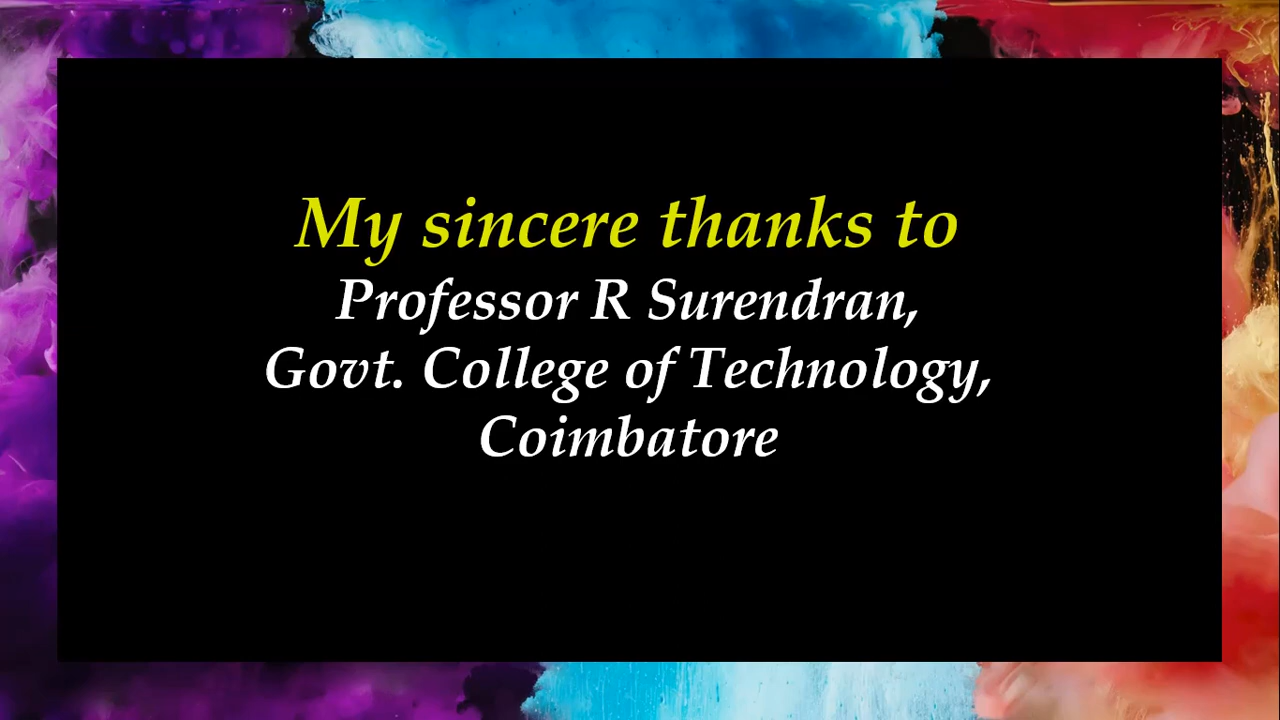 My sincere thanks to
Professor R Surendran,
Govt. College of Technology,
Coimbatore